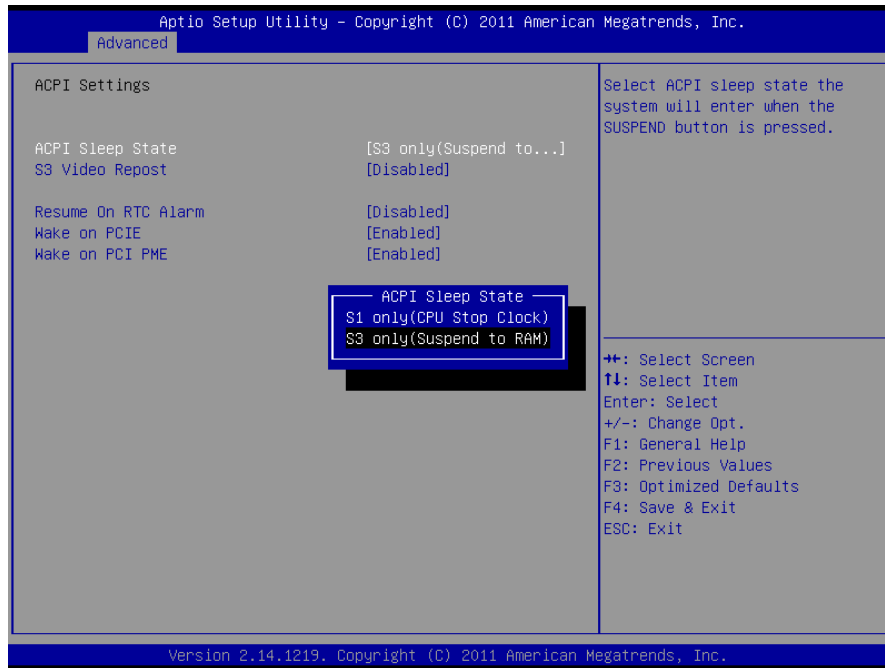 Aptio Setup Utility – Copyright (C) 2011 American Megatrends, Inc.
Advanced
ACPI Settings
ACPI Sleep State [S3 only(Suspend to...]
S3 Video Repost [Disabled]
Resume On RTC Alarm [Disabled]
Wake on PCIE [Enabled]
Wake on PCI PME [Enabled]
ACPI Sleep State
S1 only(CPU Stop Clock)
S3 only(Suspend to RAM)
Select ACPI sleep state the
system will enter when the
SUSPEND button is pressed.
→←: Select Screen
↑↓: Select Item
Enter: Select
+/-: Change Opt.
F1: General Help
F2: Previous Values
F3: Optimized Defaults
F4: Save & Exit
ESC: Exit
Version 2.14.1219. Copyright (C) 2011 American Megatrends, Inc.